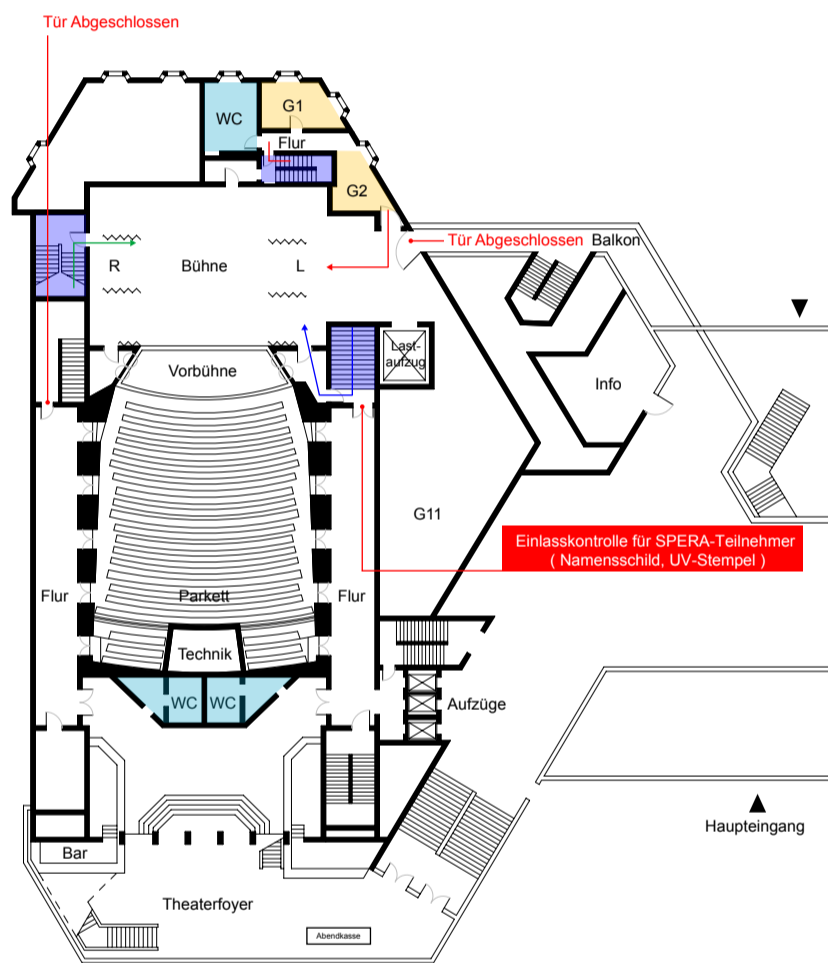 Tür Abgeschlossen
WC
G1
Flur
G2
Tür Abgeschlossen
Balkon
R
Bühne
L
Last-
aufzug
Vorbühne
Info
G11
Einlasskontrolle für SPERA-Teilnehmer
( Namensschild, UV-Stempel )
Flur
Parkett
Flur
Technik
WC
WC
Aufzüge
Haupteingang
Bar
Theaterfoyer
Abendkasse